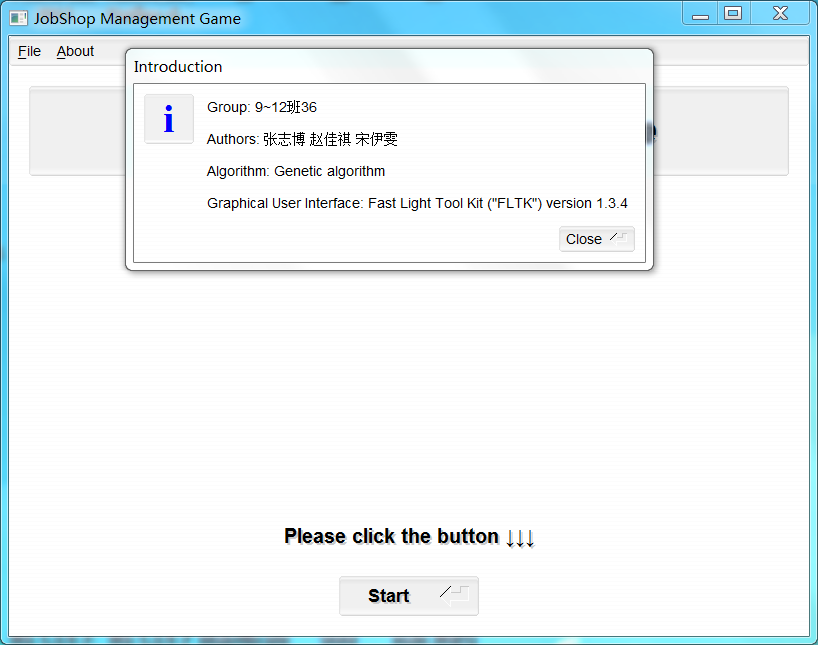 JobShop Management Game
File About
Introduction
i
Group: 9~12班36
Authors: 张志博 赵佳祺 宋伊雯
Algorithm: Genetic algorithm
Graphical User Interface: Fast Light Tool Kit ("FLTK") version 1.3.4
Close
Please click the button ↓↓↓
Start